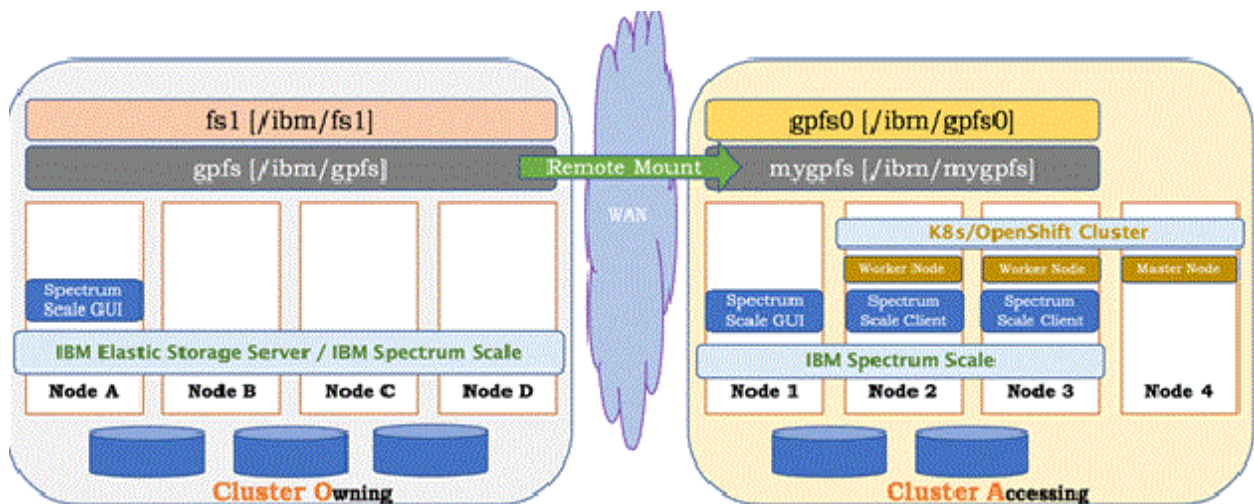 fs1 [/ibm/fs1]
gpfs [/ibm/gpfs]
Remote Mount
WAN
gpfs0 [/ibm/gpfs0]
mygpfs [/ibm/mygpfs]
K8s/OpenShift Cluster
Worker Node
Worker Node
Master Node
Spectrum
Scale GUI
Spectrum
Scale GUI
Spectrum
Scale Client
Spectrum
Scale Client
IBM Elastic Storage Server / IBM Spectrum Scale
IBM Spectrum Scale
Node A
Node B
Node C
Node D
Node 1
Node 2
Node 3
Node 4
Cluster Owning
Cluster Accessing